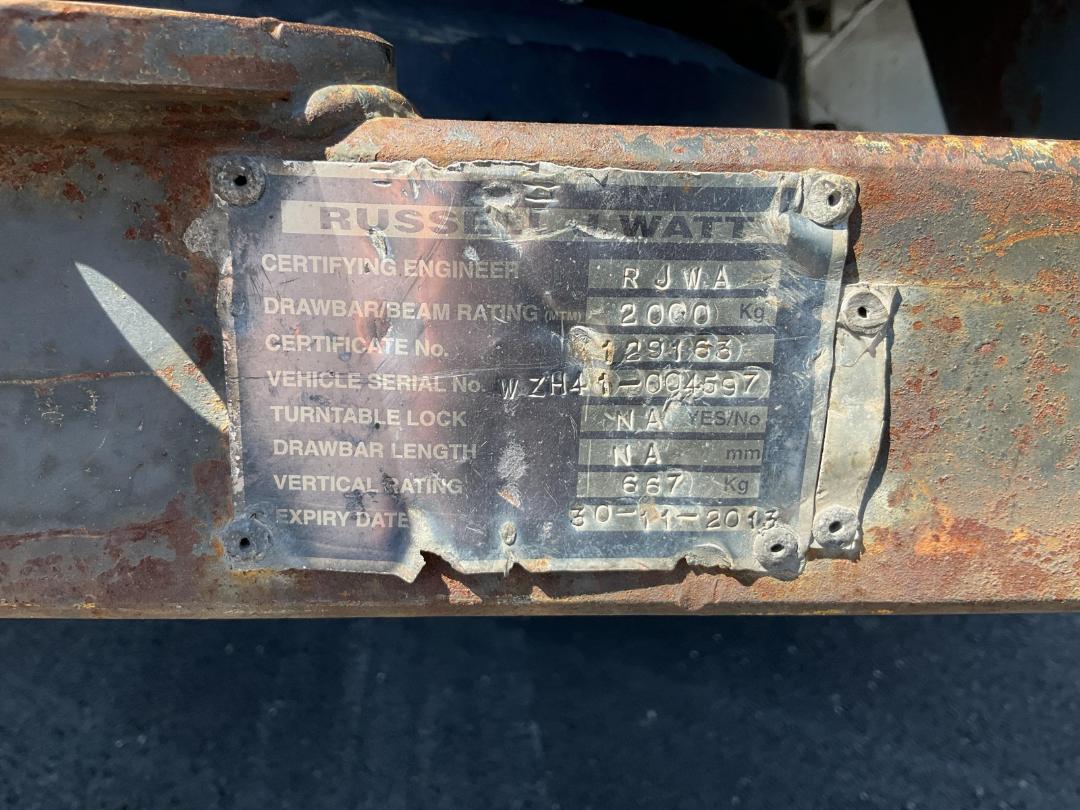 RUSSELL J WATT
CERTIFYING ENGINEER RJWA
DRAWBAR/BEAM RATING (MTM) 2000 Kg
CERTIFICATE No. 129163
VEHICLE SERIAL No. WZH41-004597
TURNTABLE LOCK NA YES/No
DRAWBAR LENGTH NA mm
VERTICAL RATING 667 Kg
EXPIRY DATE 30-11-2013